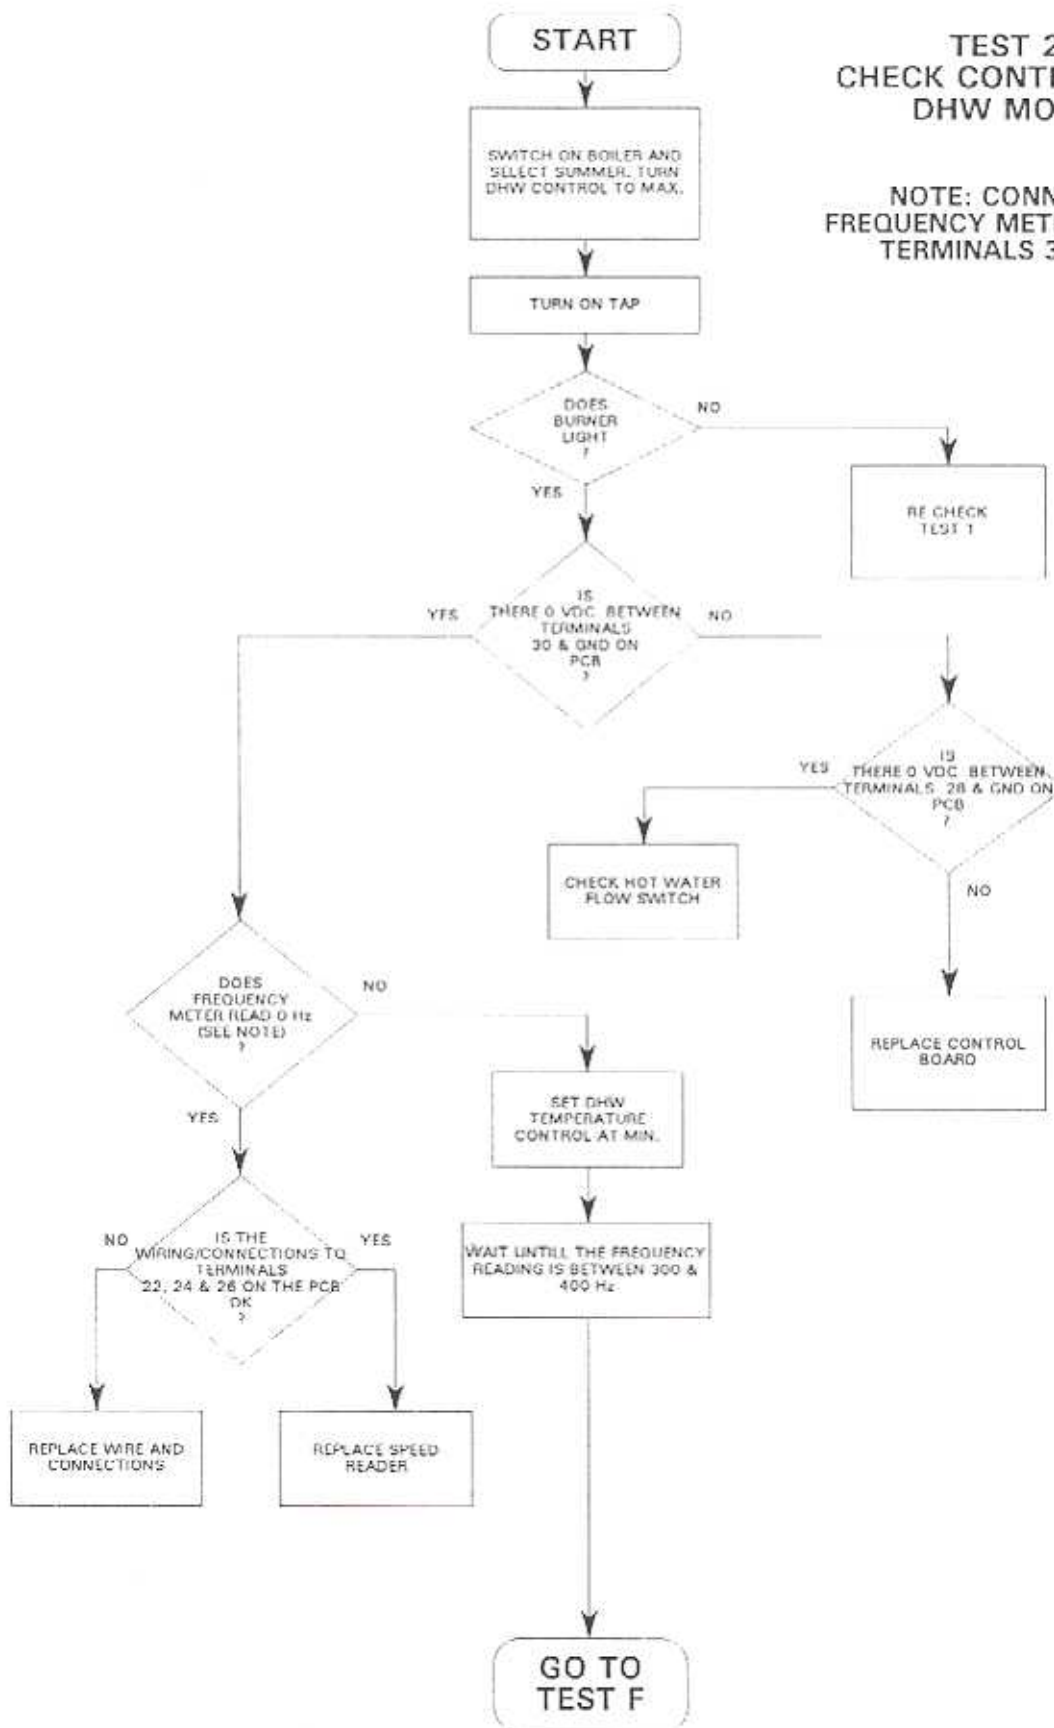 START
TEST 2
CHECK CONT
DHW MO
NOTE: CONN
FREQUENCY MET
TERMINALS 3
SWITCH ON BOILER AND
SELECT SUMMER. TURN
DHW CONTROL TO MAX.
TURN ON TAP
DOES
BURNER
LIGHT
?
NO
YES
RE CHECK
TEST 1
IS
THERE 0 VDC BETWEEN
TERMINALS
30 & GND ON
PCB
?
YES
NO
IS
THERE 0 VDC BETWEEN
TERMINALS 28 & GND ON
PCB
?
YES
NO
CHECK HOT WATER
FLOW SWITCH
REPLACE CONTROL
BOARD
DOES
FREQUENCY
METER READ 0 Hz
(SEE NOTE)
?
NO
YES
SET DHW
TEMPERATURE
CONTROL AT MIN.
WAIT UNTILL THE FREQUENCY
READING IS BETWEEN 300 &
400 Hz
IS THE
WIRING/CONNECTIONS TO
TERMINALS
22, 24 & 26 ON THE PCB
OK
?
NO
YES
REPLACE WIRE AND
CONNECTIONS
REPLACE SPEED
READER
GO TO
TEST F